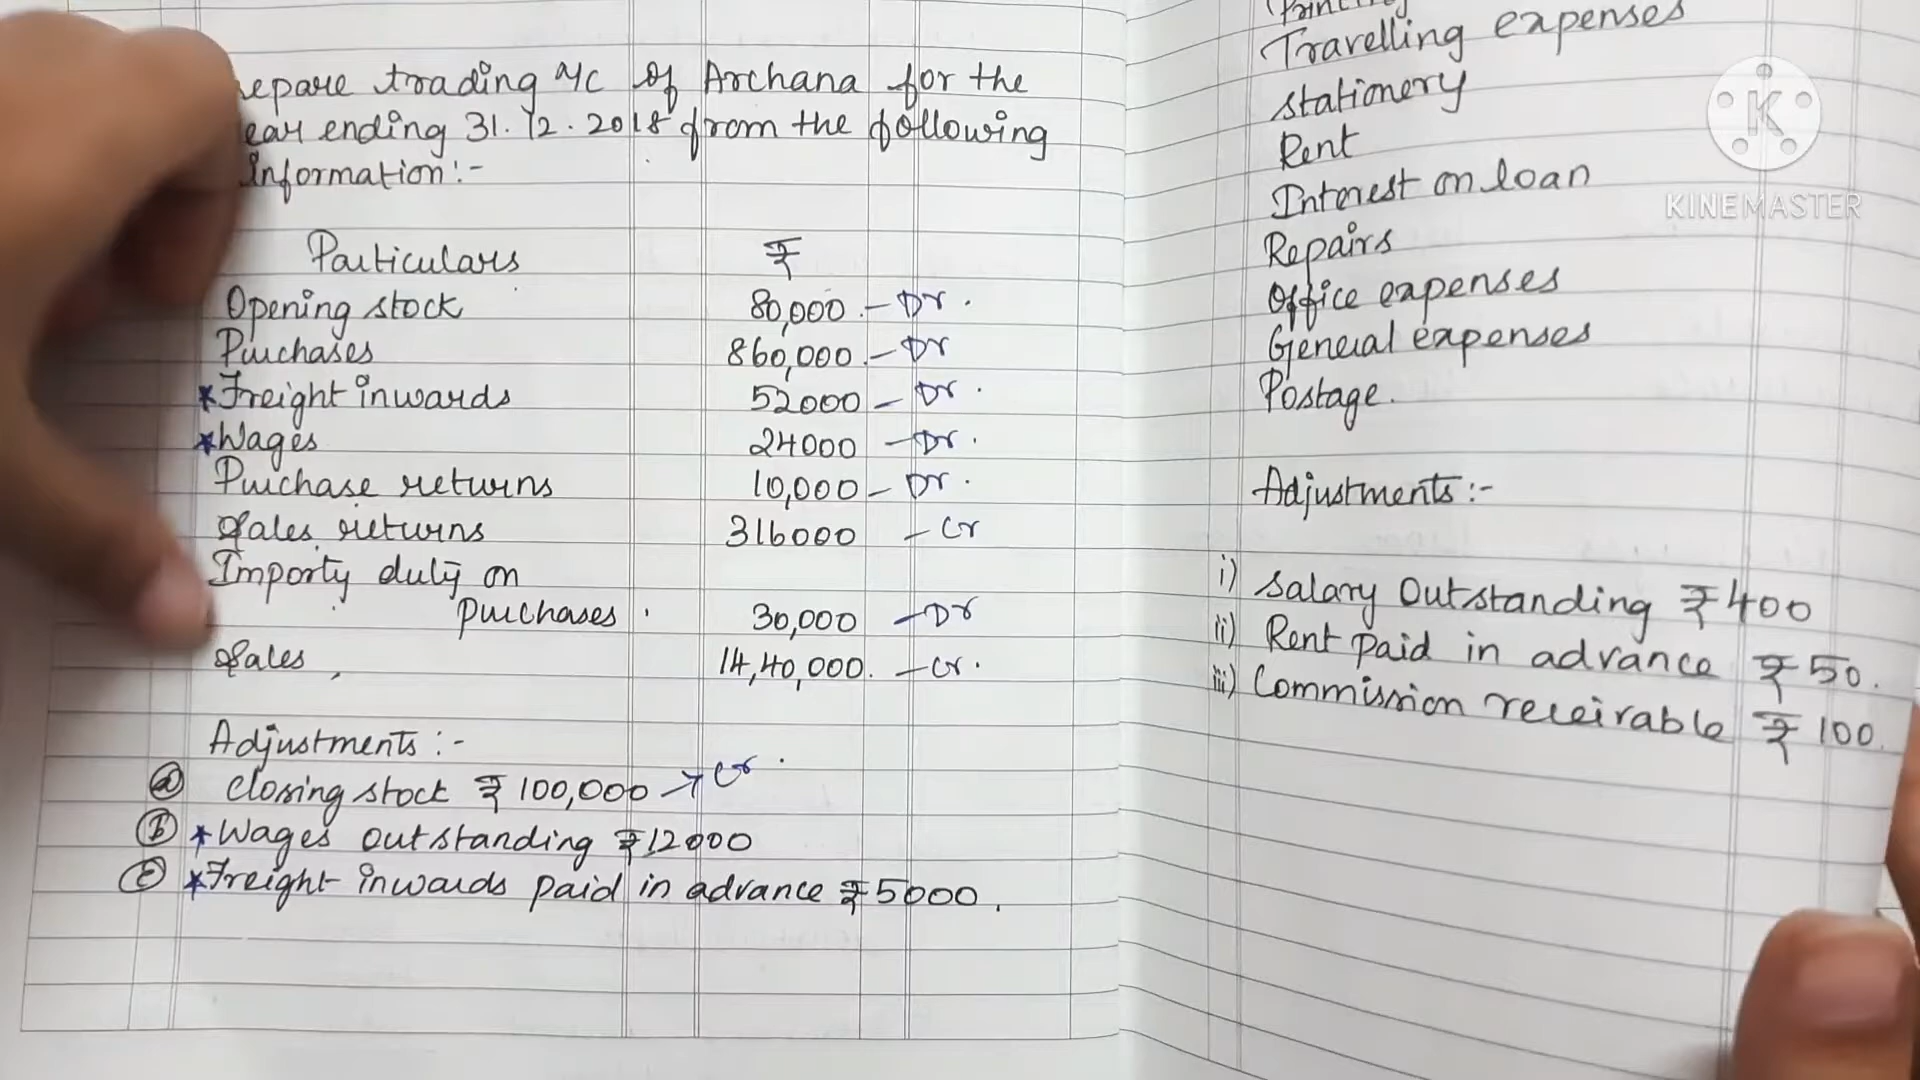 epare trading a/c of Archana for the
ear ending 31.12.2018 from the following
Information:-
Particulars ₹
Opening stock 80,000 - Dr.
Purchases 860,000 - Dr
*Freight inwards 52000 - Dr.
*Wages 24000 - Dr.
Purchase returns 10,000 - Dr.
Sales returns 316000 - Cr
Importy duty on
purchases 30,000 - Dr
Sales, 14,40,000. - Cr.
Adjustments:-
(a) Closing stock ₹ 100,000 → Cr.
(b) *Wages outstanding ₹12000
(c) *Freight inwards paid in advance ₹5000.
Travelling expenses
Stationery
Rent
Interest on loan
Repairs
Office expenses
General expenses
Postage.
Adjustments:-
i) Salary Outstanding ₹400
ii) Rent paid in advance ₹50.
iii) Commission receivable ₹100.
K
KINEMASTER